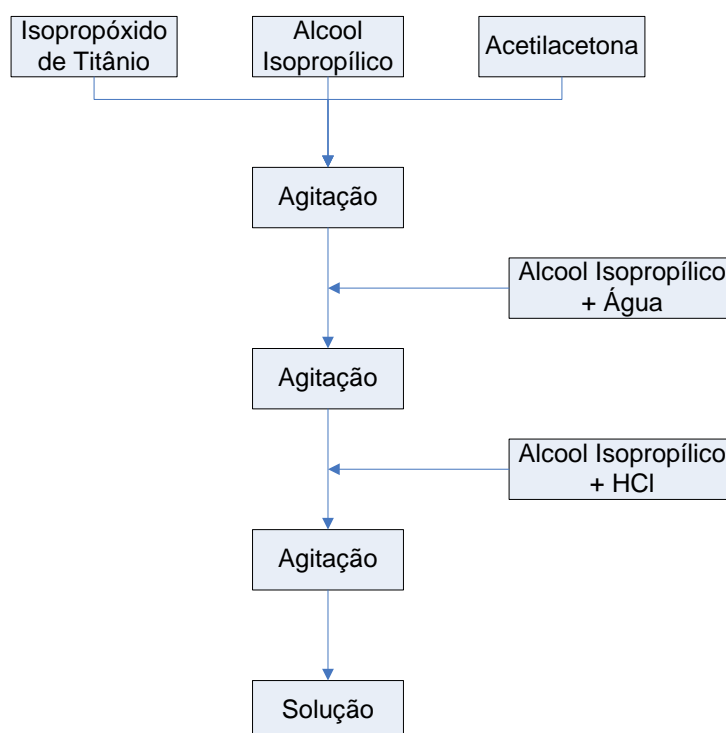 Isopropóxido
de Titânio
Alcool
Isopropílico
Acetilacetona
Agitação
Alcool Isopropílico
+ Água
Agitação
Alcool Isopropílico
+ HCl
Agitação
Solução